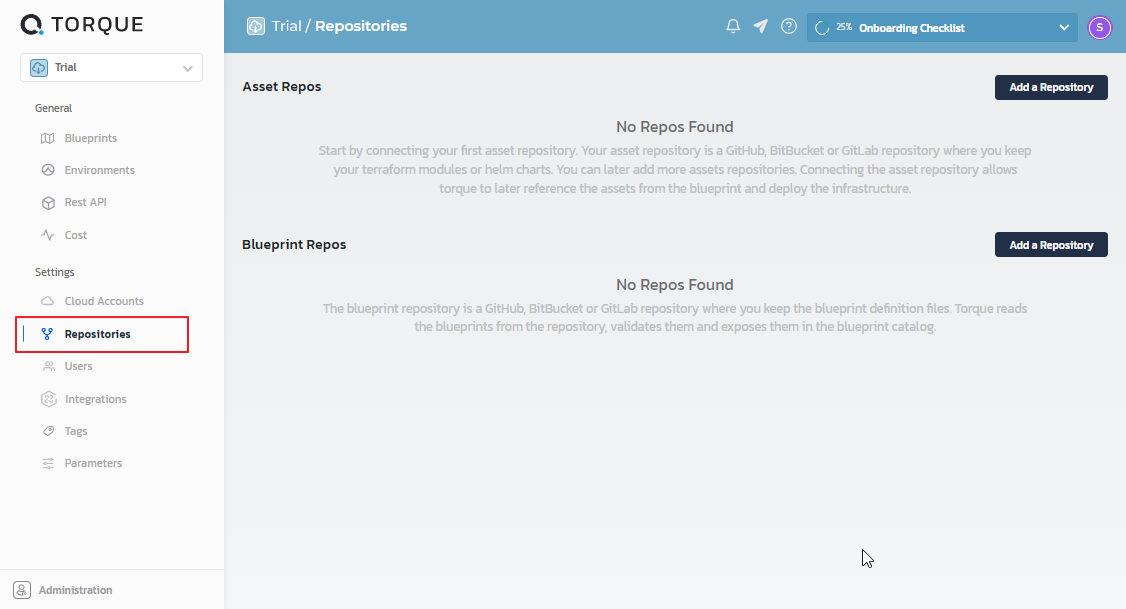 TORQUE
Trial
General
Blueprints
Environments
Rest API
Cost
Settings
Cloud Accounts
Repositories
Users
Integrations
Tags
Parameters
Administration
Trial / Repositories
25% Onboarding Checklist
S
Asset Repos
Add a Repository
No Repos Found
Start by connecting your first asset repository. Your asset repository is a GitHub, BitBucket or GitLab repository where you keep
your terraform modules or helm charts. You can later add more assets repositories. Connecting the asset repository allows
torque to later reference the assets from the blueprint and deploy the infrastructure.
Blueprint Repos
Add a Repository
No Repos Found
The blueprint repository is a GitHub, BitBucket or GitLab repository where you keep the blueprint definition files. Torque reads
the blueprints from the repository, validates them and exposes them in the blueprint catalog.